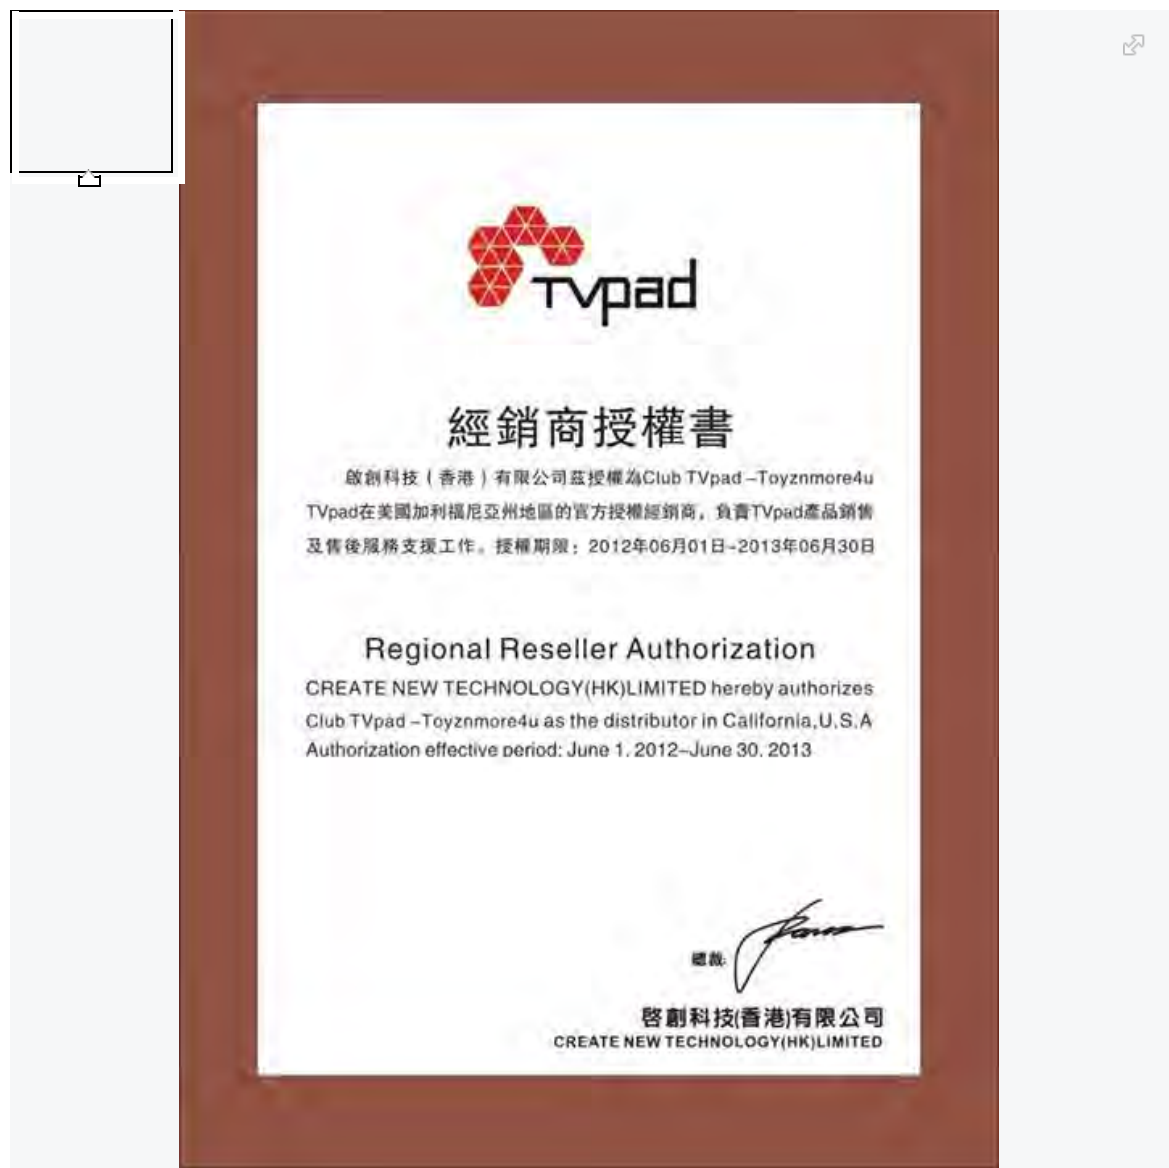 TVpad
經銷商授權書
啟創科技（香港）有限公司茲授權為Club TVpad –Toyznmore4u
TVpad在美國加利福尼亞州地區的官方授權經銷商，負責TVpad產品銷售
及售後服務支援工作。授權期限：2012年06月01日–2013年06月30日
Regional Reseller Authorization
CREATE NEW TECHNOLOGY(HK)LIMITED hereby authorizes
Club TVpad –Toyznmore4u as the distributor in California,U.S.A
Authorization effective period: June 1. 2012–June 30. 2013
總裁:
啓創科技(香港)有限公司
CREATE NEW TECHNOLOGY(HK)LIMITED